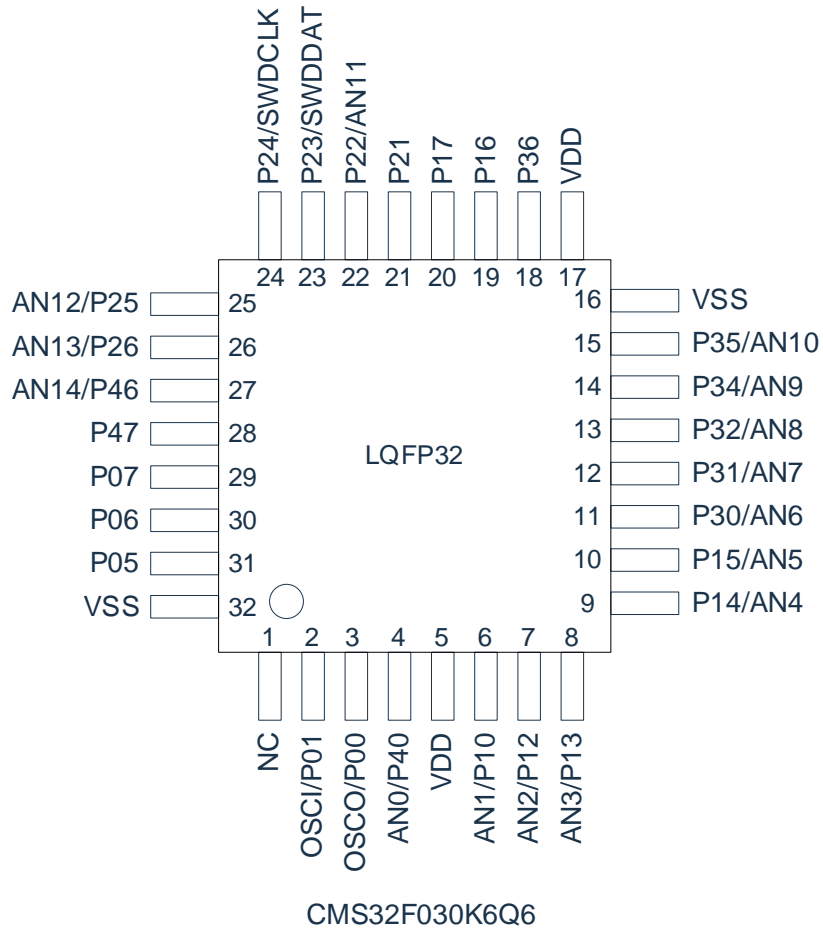 P24/SWDCLK
P23/SWDDAT
P22/AN11
P21
P17
P16
P36
VDD
24 23 22 21 20 19 18 17
AN12/P25 25
AN13/P26 26
AN14/P46 27
P47 28
P07 29
P06 30
P05 31
VSS 32
LQFP32
16 VSS
15 P35/AN10
14 P34/AN9
13 P32/AN8
12 P31/AN7
11 P30/AN6
10 P15/AN5
9 P14/AN4
1 2 3 4 5 6 7 8
NC
OSCI/P01
OSCO/P00
AN0/P40
VDD
AN1/P10
AN2/P12
AN3/P13
CMS32F030K6Q6